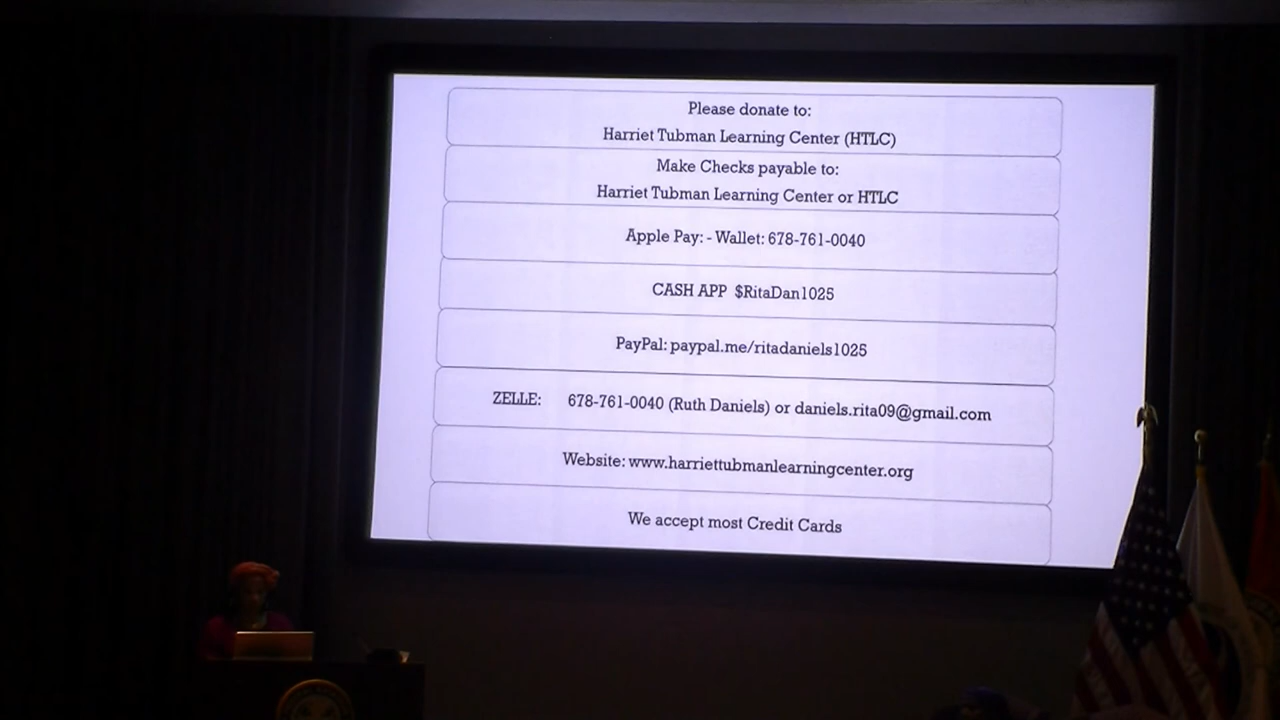 Please donate to:
Harriet Tubman Learning Center (HTLC)
Make Checks payable to:
Harriet Tubman Learning Center or HTLC
Apple Pay: - Wallet: 678-761-0040
CASH APP $RitaDan1025
PayPal: paypal.me/ritadaniels1025
ZELLE: 678-761-0040 (Ruth Daniels) or daniels.rita09@gmail.com
Website: www.harriettubmanlearningcenter.org
We accept most Credit Cards